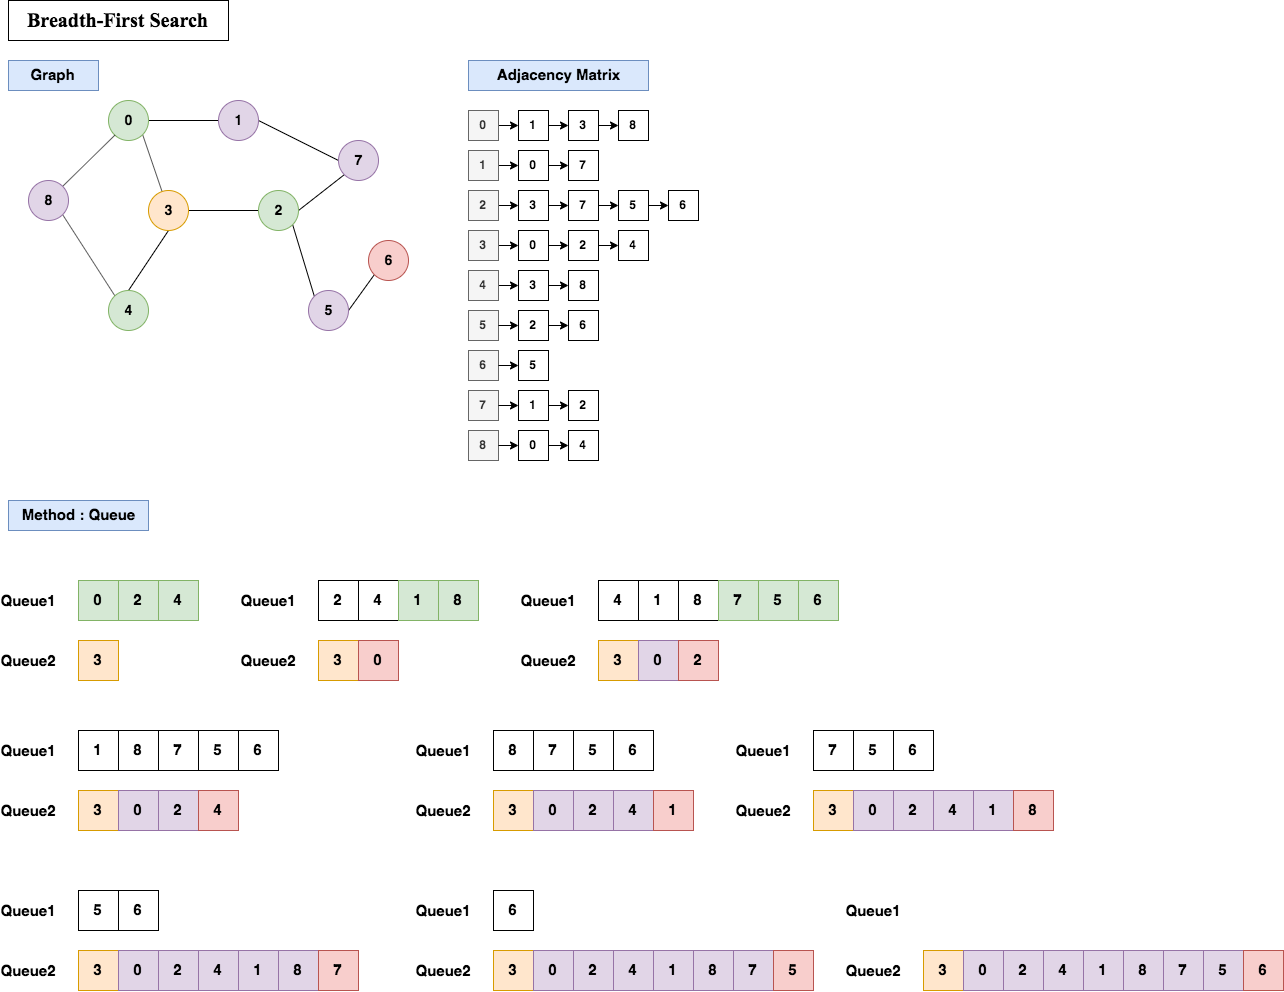 Breadth-First Search
Graph
Adjacency Matrix
0
1
7
8
3
2
6
4
5
0 1 3 8
1 0 7
2 3 7 5 6
3 0 2 4
4 3 8
5 2 6
6 5
7 1 2
8 0 4
Method : Queue
Queue1 0 2 4
Queue2 3
Queue1 2 4 1 8
Queue2 3 0
Queue1 4 1 8 7 5 6
Queue2 3 0 2
Queue1 1 8 7 5 6
Queue2 3 0 2 4
Queue1 8 7 5 6
Queue2 3 0 2 4 1
Queue1 7 5 6
Queue2 3 0 2 4 1 8
Queue1 5 6
Queue2 3 0 2 4 1 8 7
Queue1 6
Queue2 3 0 2 4 1 8 7 5
Queue1
Queue2 3 0 2 4 1 8 7 5 6